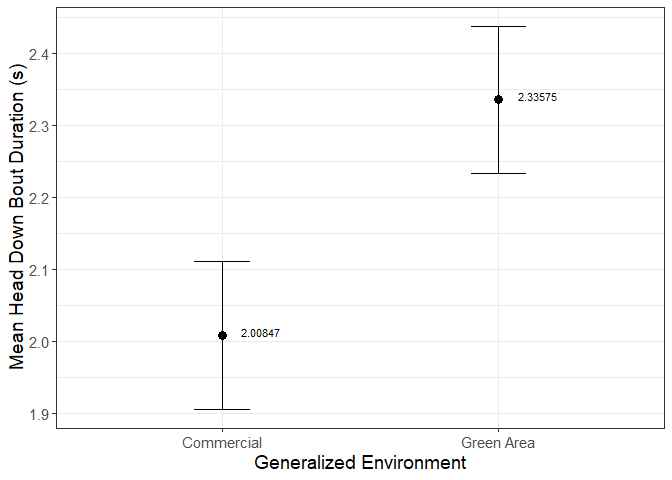 Mean Head Down Bout Duration (s)
2.4
2.3
2.2
2.1
2.0
1.9
2.33575
2.00847
Commercial
Green Area
Generalized Environment